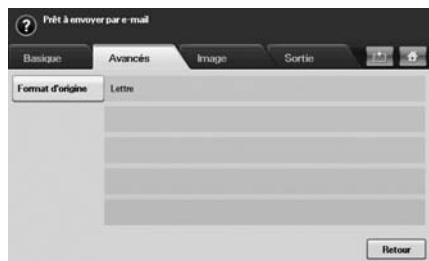 Prêt à envoyer par e-mail
Basique Avancés Image Sortie
Format d'origine Lettre
Retour